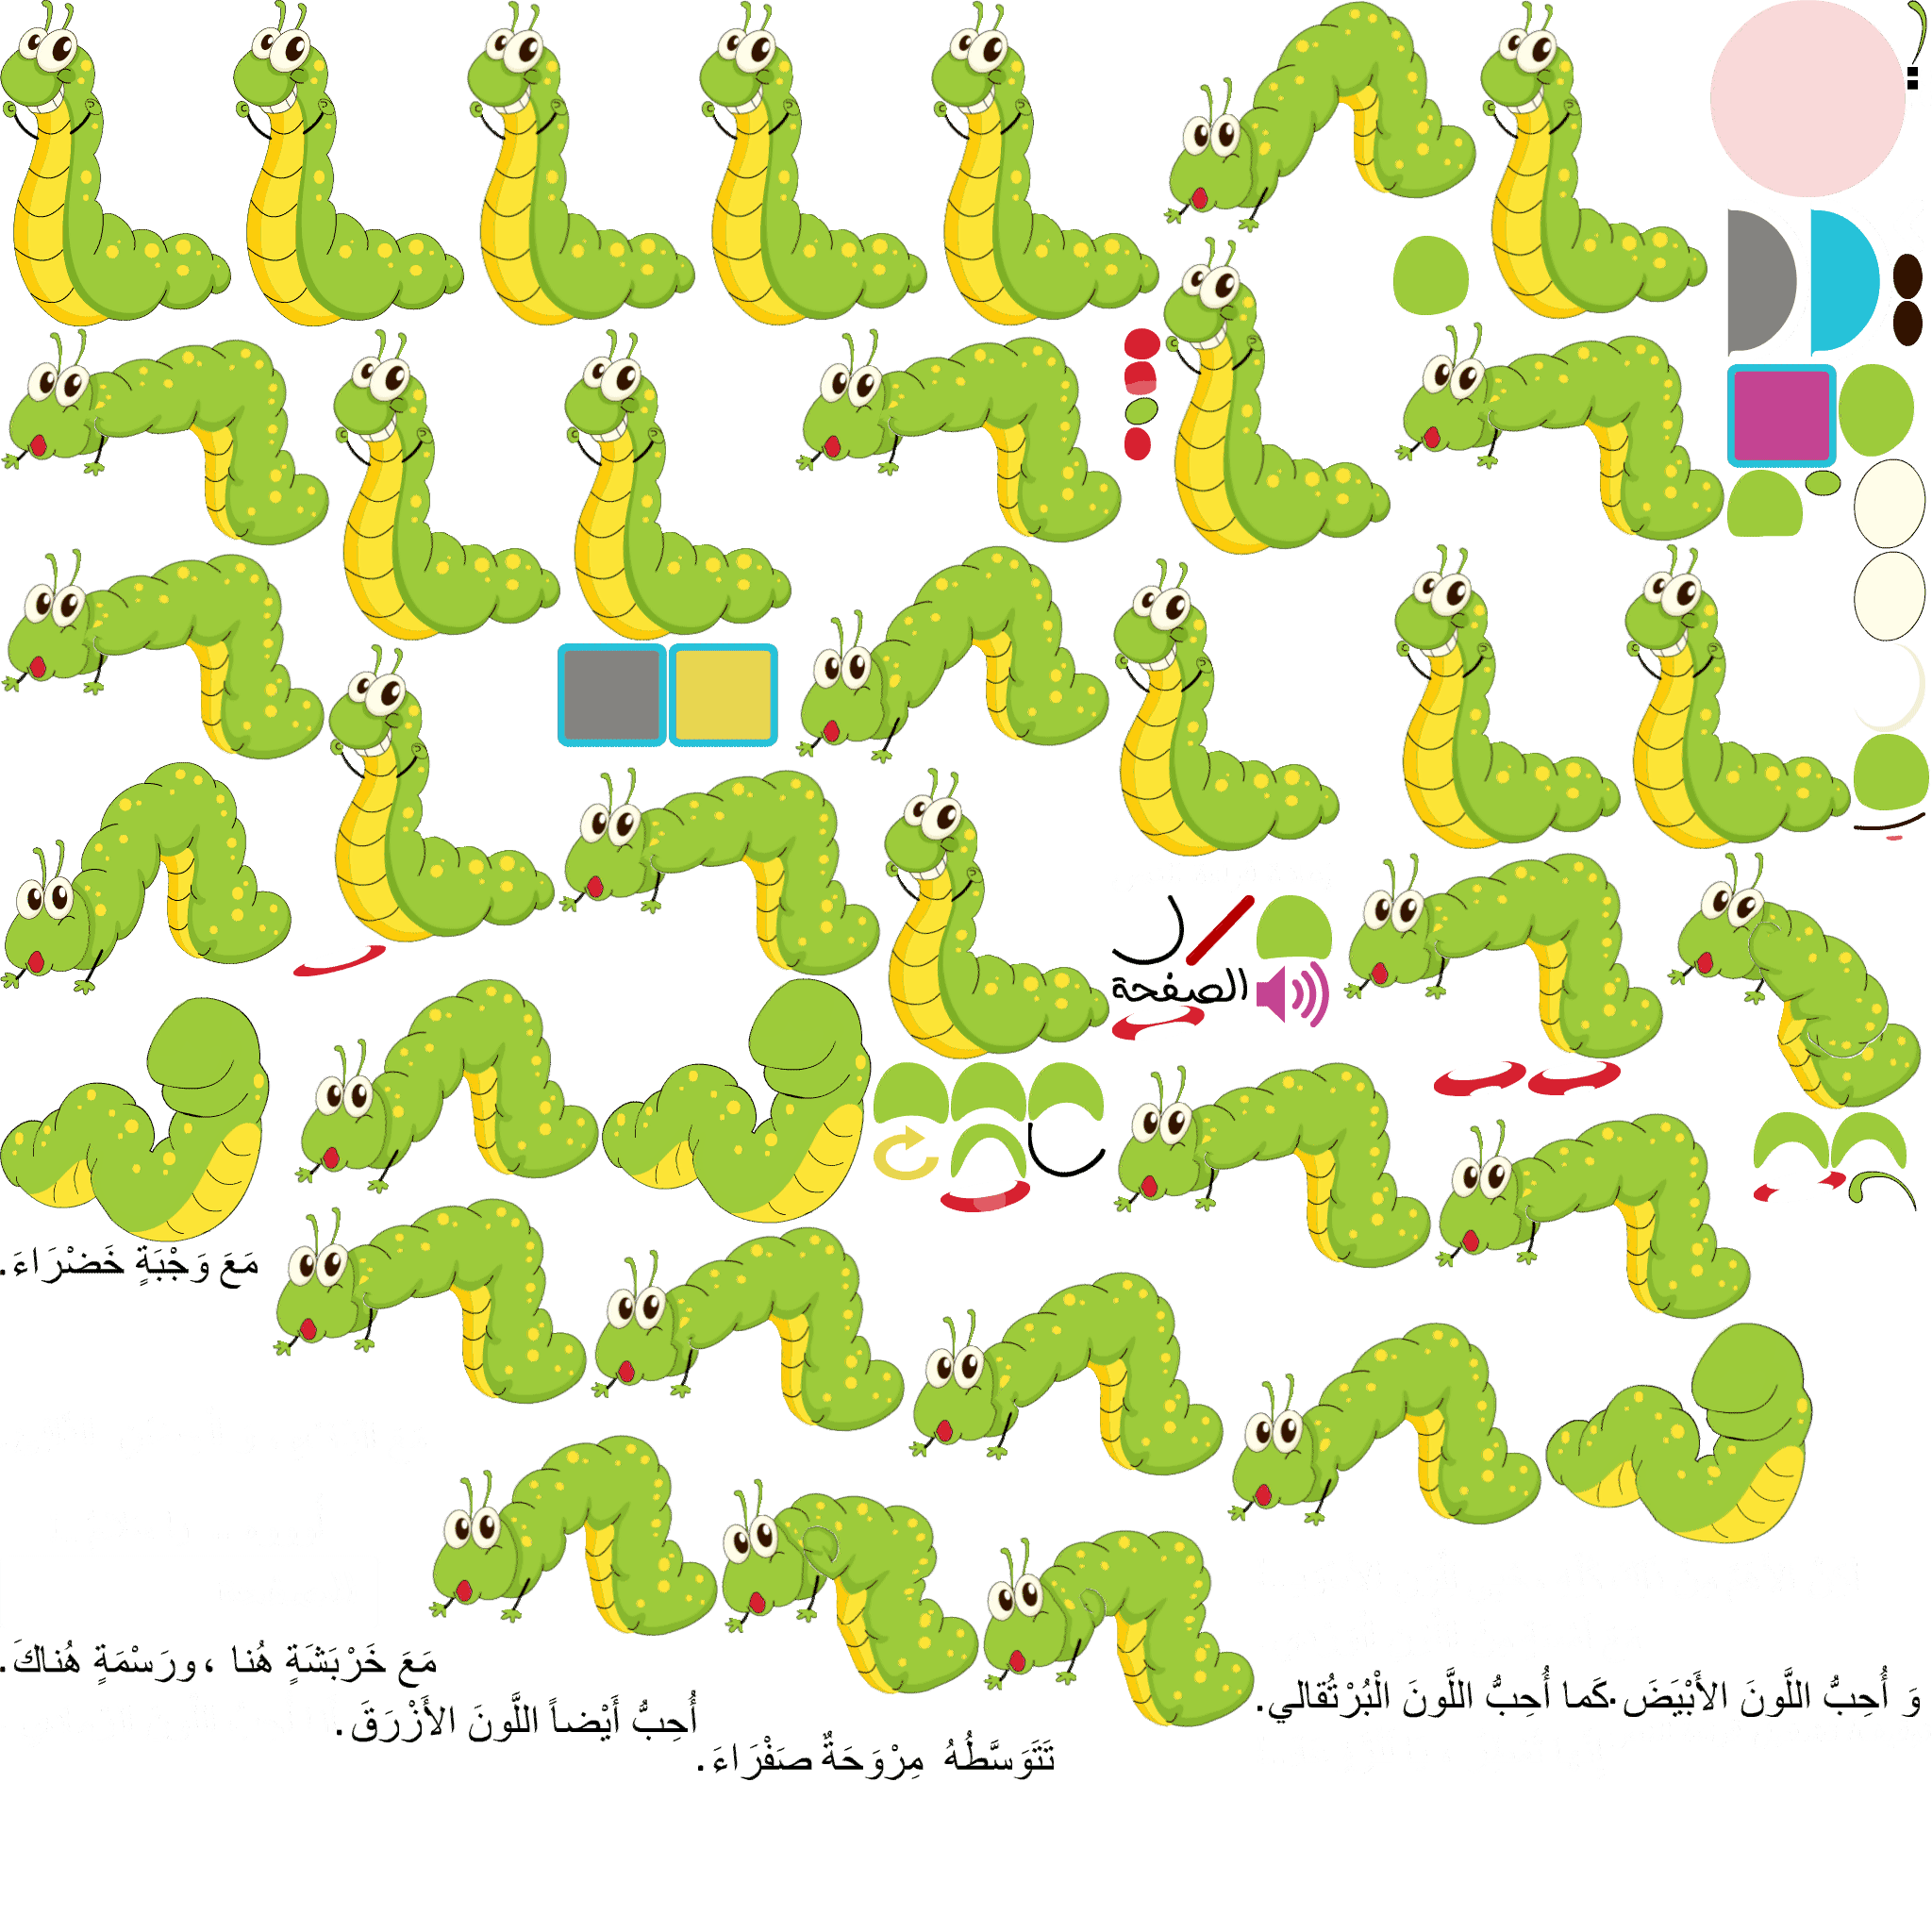 الصفحة
مَعَ وَجْبَةٍ خَضْرَاءَ.
مَعَ خَرْبَشَةٍ هُنا ، ورَسْمَةٍ هُناكَ.
وَ أُحِبُّ اللَّونَ الأَبْيَضَ.كَما أُحِبُّ اللَّونَ الْبُرْتُقالي.
أُحِبُّ أَيْضاً اللَّونَ الأَزْرَقَ.
تَتَوَسَّطُهُ مِرْوَحَةٌ صَفْرَاءَ.